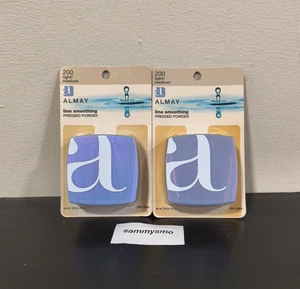 200
light/
medium
ALMAY
line smoothing
PRESSED POWDER
a
200
light/
medium
ALMAY
line smoothing
PRESSED POWDER
a
sammysmo